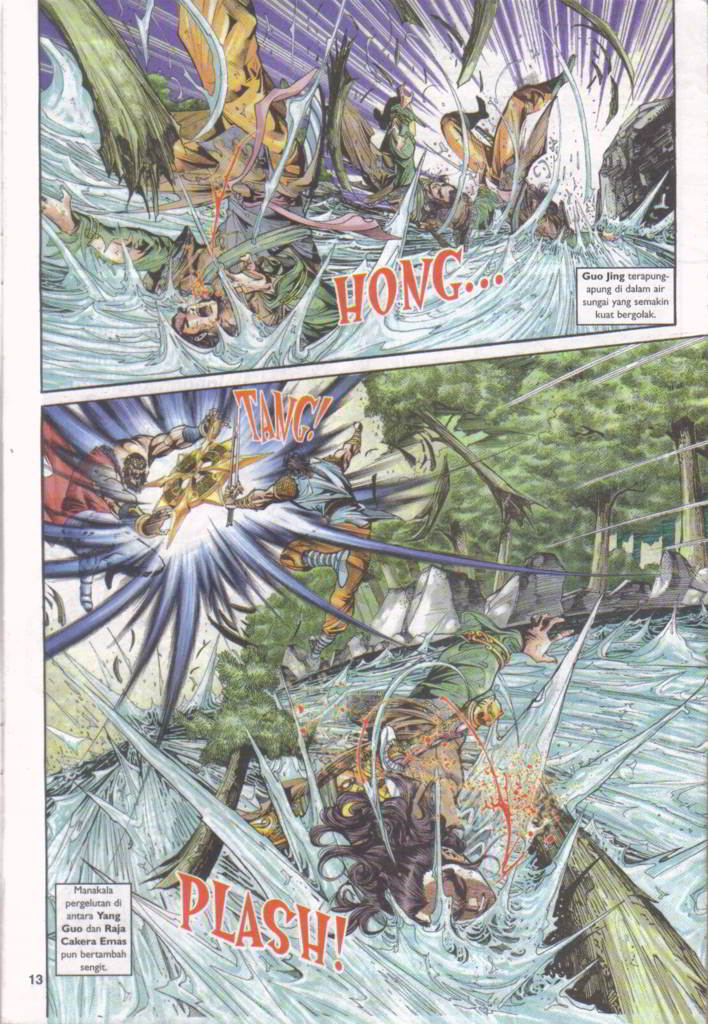 HONG...
Guo Jing terapung-
apung di dalam air
sungai yang semakin
kuat bergolak.
TANG!
PLASH!
Manakala
pergelutan di
antara Yang
Guo dan Raja
Cakera Emas
pun bertambah
sengit.
13